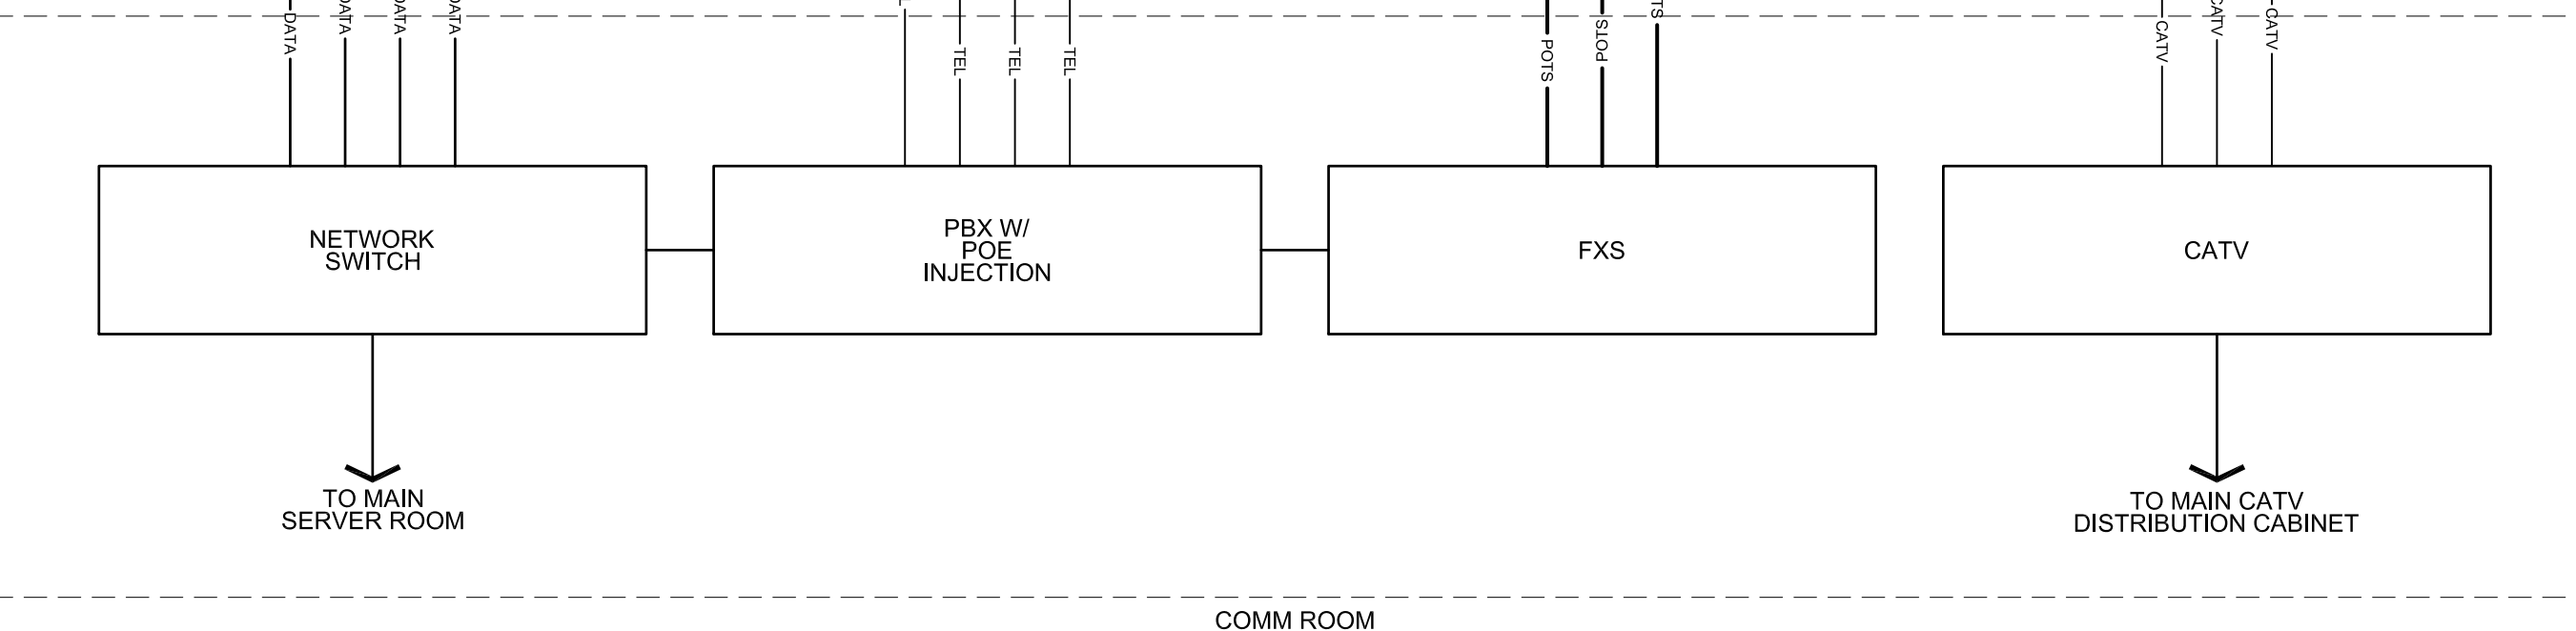 DATA
DATA
DATA
DATA
TEL
TEL
TEL
POTS
POTS
CATV
CATV
CATV
NETWORK
SWITCH
PBX W/
POE
INJECTION
FXS
CATV
TO MAIN
SERVER ROOM
TO MAIN CATV
DISTRIBUTION CABINET
COMM ROOM